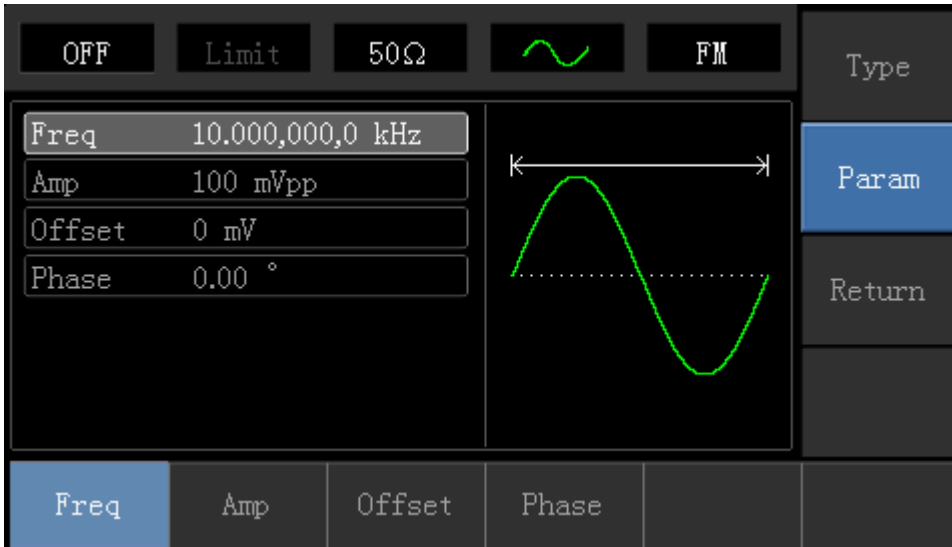 OFF Limit 50Ω FM
Type
Freq 10.000,000,0 kHz
Amp 100 mVpp
Param
Offset 0 mV
Phase 0.00 °
Return
Freq Amp Offset Phase